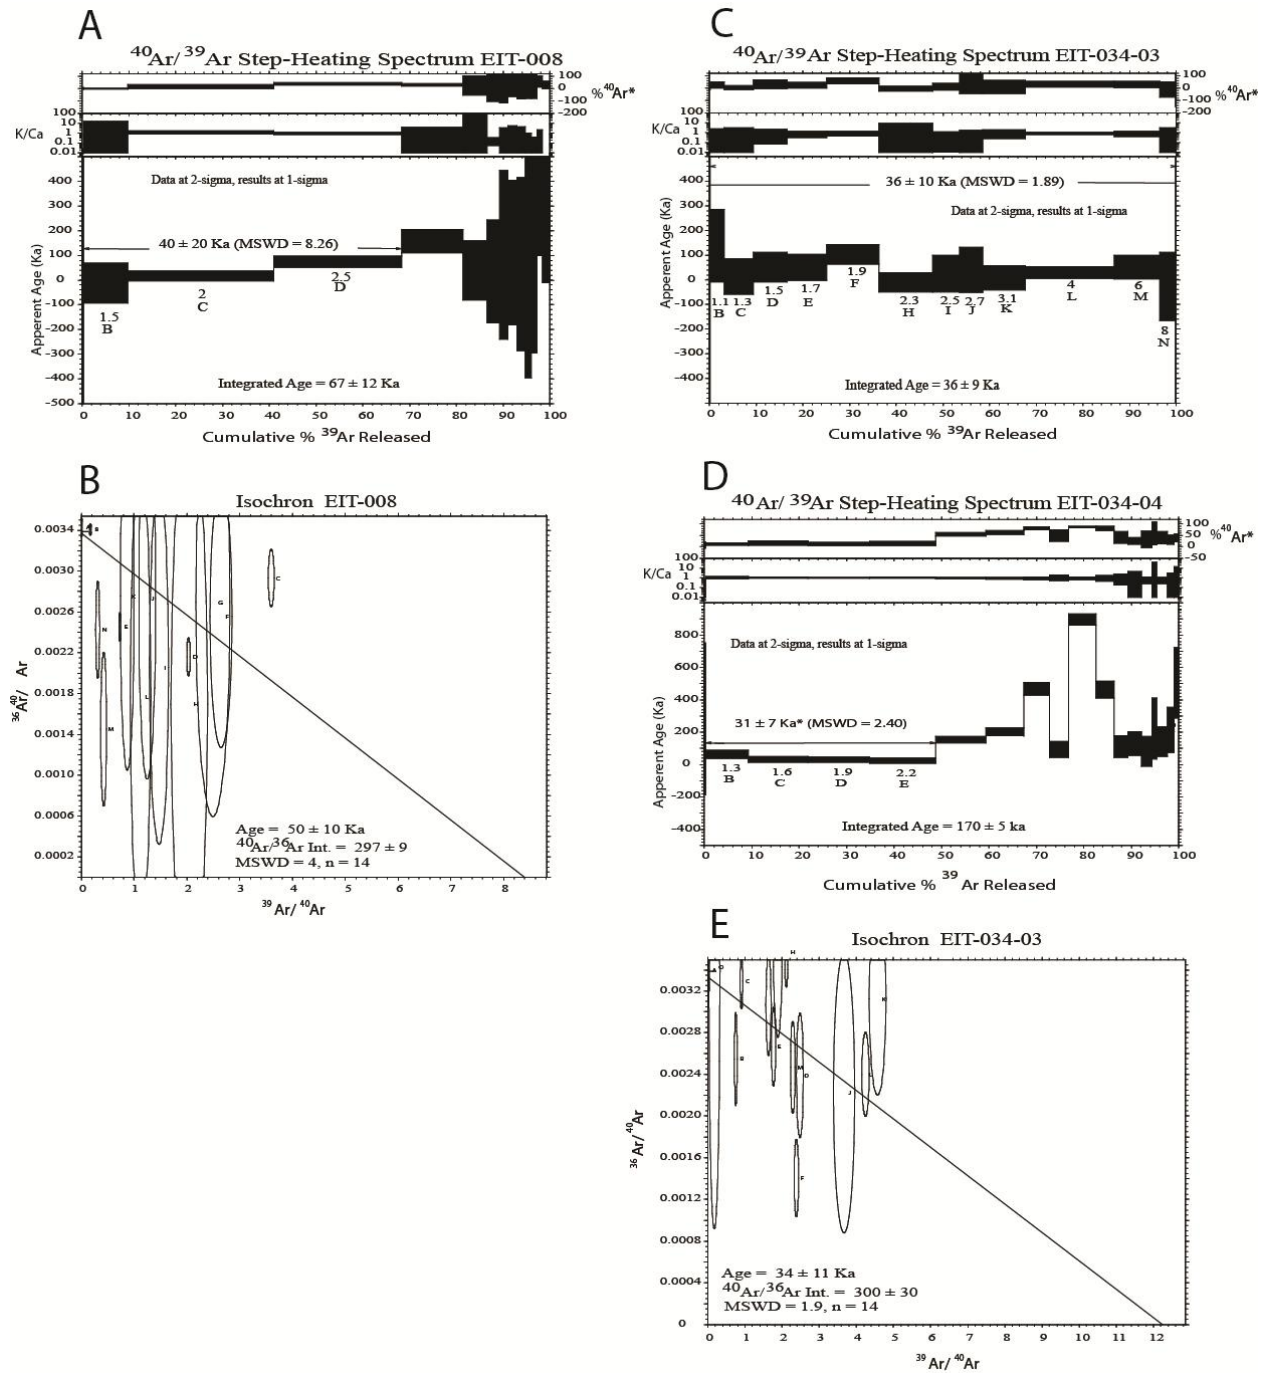 A
40Ar/ 39Ar Step-Heating Spectrum EIT-008
100
0
-100
-200
%40Ar*
100
10
1
0.1
0.01
K/Ca
Data at 2-sigma, results at 1-sigma
40 ± 20 Ka (MSWD = 8.26)
1.5
B
2
C
2.5
D
Integrated Age = 67 ± 12 Ka
400
300
200
100
0
-100
-200
-300
-400
-500
Apperent Age (Ka)
0 10 20 30 40 50 60 70 80 90 100
Cumulative % 39Ar Released
B
Isochron EIT-008
0.0034
0.0030
0.0026
0.0022
0.0018
0.0014
0.0010
0.0006
0.0002
36Ar/ 40Ar
Age = 50 ± 10 Ka
40Ar/36Ar Int. = 297 ± 9
MSWD = 4, n = 14
0 1 2 3 4 5 6 7 8
39Ar/ 40Ar
C
40Ar/39Ar Step-Heating Spectrum EIT-034-03
100
0
-100
-200
%40Ar*
100
10
1
0.1
0.01
K/Ca
36 ± 10 Ka (MSWD = 1.89)
Data at 2-sigma, results at 1-sigma
1.1
B
1.3
C
1.5
D
1.7
E
1.9
F
2.3
H
2.5
I
2.7
J
3.1
K
4
L
6
M
8
N
Integrated Age = 36 ± 9 Ka
400
300
200
100
0
-100
-200
-300
-400
Apperent Age (Ka)
0 10 20 30 40 50 60 70 80 90 100
Cumulative % 39Ar Released
D
40Ar/ 39Ar Step-Heating Spectrum EIT-034-04
100
50
0
-50
%40Ar*
100
10
1
0.1
0.01
K/Ca
Data at 2-sigma, results at 1-sigma
31 ± 7 Ka* (MSWD = 2.40)
1.3
B
1.6
C
1.9
D
2.2
E
Integrated Age = 170 ± 5 ka
800
600
400
200
0
-200
-400
Apperent Age (Ka)
0 10 20 30 40 50 60 70 80 90 100
Cumulative % 39 Ar Released
E
Isochron EIT-034-03
0.0032
0.0028
0.0024
0.0020
0.0016
0.0012
0.0008
0.0004
0
36Ar/ 40Ar
Age = 34 ± 11 Ka
40Ar/36Ar Int. = 300 ± 30
MSWD = 1.9, n = 14
0 1 2 3 4 5 6 7 8 9 10 11 12
39Ar/ 40Ar